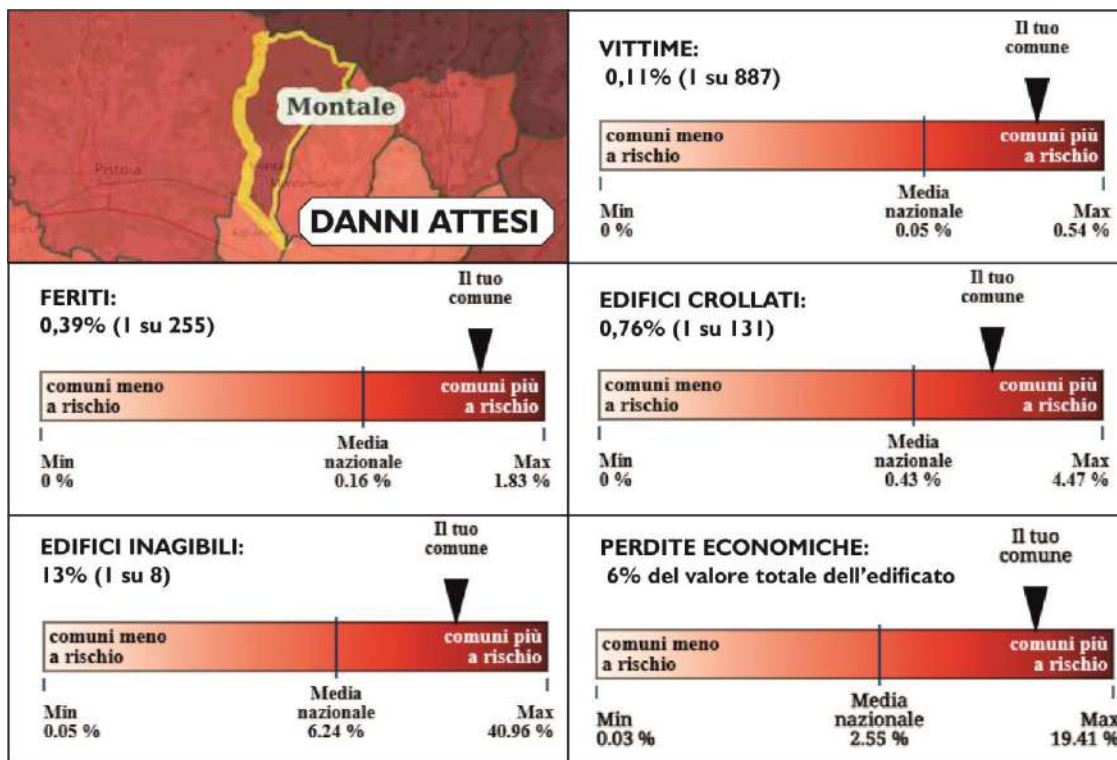 Montale
Pistoia
DANNI ATTESI
VITTIME:
0,11% (1 su 887)
Il tuo
comune
comuni meno
a rischio
comuni più
a rischio
Min
0 %
Media
nazionale
0.05 %
Max
0.54 %
FERITI:
0,39% (1 su 255)
Il tuo
comune
comuni meno
a rischio
comuni più
a rischio
Min
0 %
Media
nazionale
0.16 %
Max
1.83 %
EDIFICI CROLLATI:
0,76% (1 su 131)
Il tuo
comune
comuni meno
a rischio
comuni più
a rischio
Min
0 %
Media
nazionale
0.43 %
Max
4.47 %
EDIFICI INAGIBILI:
13% (1 su 8)
Il tuo
comune
comuni meno
a rischio
comuni più
a rischio
Min
0.05 %
Media
nazionale
6.24 %
Max
40.96 %
PERDITE ECONOMICHE:
6% del valore totale dell’edificato
Il tuo
comune
comuni meno
a rischio
comuni più
a rischio
Min
0.03 %
Media
nazionale
2.55 %
Max
19.41 %